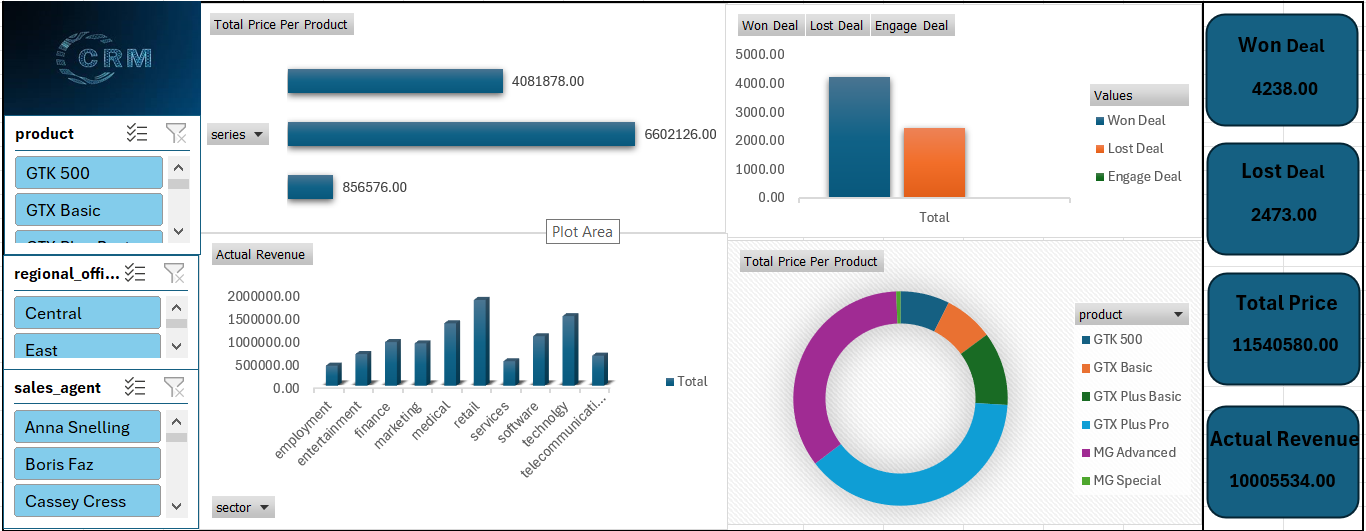 CRM
product
GTK 500
GTX Basic
regional_offi...
Central
East
sales_agent
Anna Snelling
Boris Faz
Cassey Cress
Total Price Per Product
series
4081878.00
6602126.00
856576.00
Plot Area
Won Deal Lost Deal Engage Deal
5000.00
4000.00
3000.00
2000.00
1000.00
0.00
Total
Values
Won Deal
Lost Deal
Engage Deal
Actual Revenue
2000000.00
1500000.00
1000000.00
500000.00
0.00
employment
entertainment
finance
marketing
medical
retail
services
software
technolgy
telecommunicati...
Total
sector
Total Price Per Product
product
GTK 500
GTX Basic
GTX Plus Basic
GTX Plus Pro
MG Advanced
MG Special
Won Deal
4238.00
Lost Deal
2473.00
Total Price
11540580.00
Actual Revenue
10005534.00